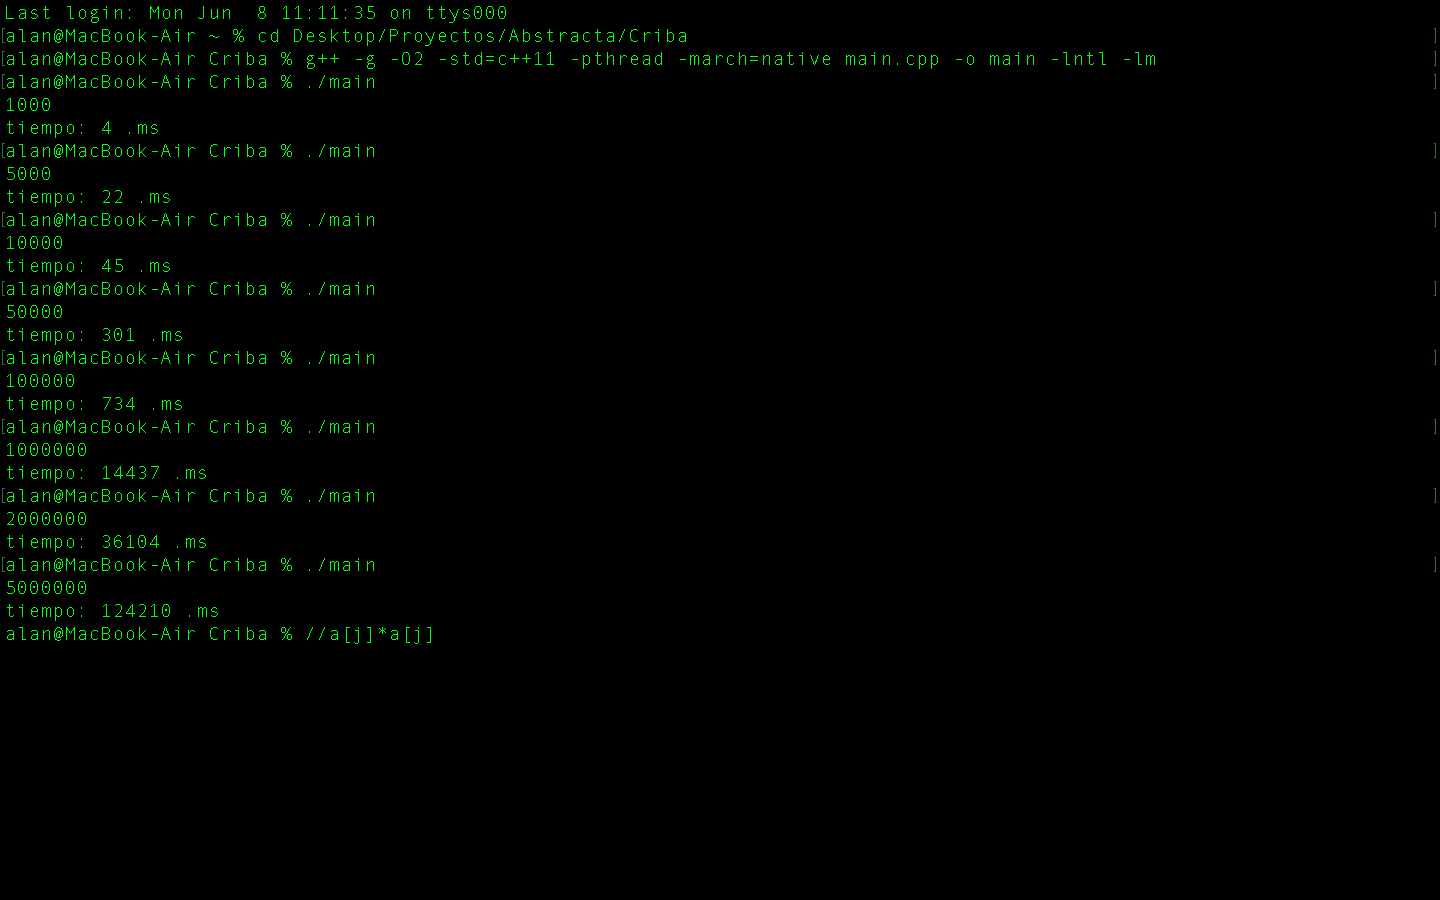 Last login: Mon Jun  8 11:11:35 on ttys000
[alan@MacBook-Air ~ % cd Desktop/Proyectos/Abstracta/Criba ]
[alan@MacBook-Air Criba % g++ -g -O2 -std=c++11 -pthread -march=native main.cpp -o main -lntl -lm ]
[alan@MacBook-Air Criba % ./main ]
1000
tiempo: 4 .ms
[alan@MacBook-Air Criba % ./main ]
5000
tiempo: 22 .ms
[alan@MacBook-Air Criba % ./main ]
10000
tiempo: 45 .ms
[alan@MacBook-Air Criba % ./main ]
50000
tiempo: 301 .ms
[alan@MacBook-Air Criba % ./main ]
100000
tiempo: 734 .ms
[alan@MacBook-Air Criba % ./main ]
1000000
tiempo: 14437 .ms
[alan@MacBook-Air Criba % ./main ]
2000000
tiempo: 36104 .ms
[alan@MacBook-Air Criba % ./main ]
5000000
tiempo: 124210 .ms
alan@MacBook-Air Criba % //a[j]*a[j]